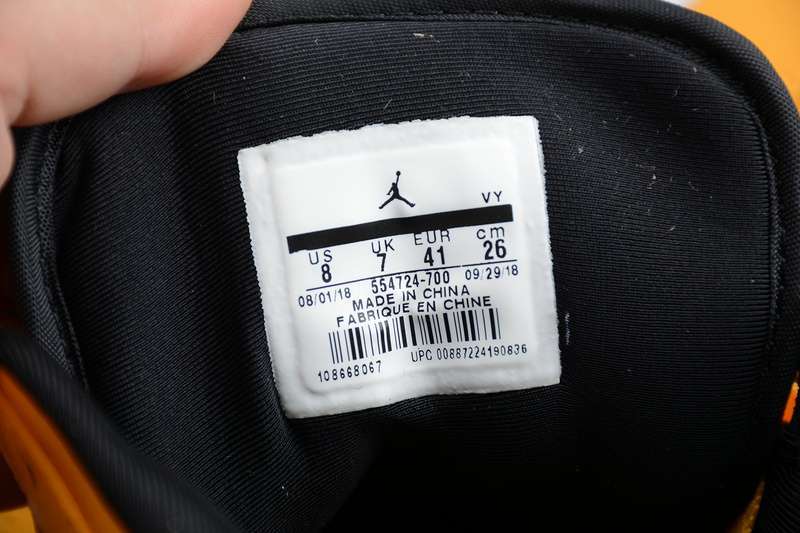 VY
US UK EUR cm
8 7 41 26
08/01/18 554724-700 09/29/18
MADE IN CHINA
FABRIQUE EN CHINE
108668067 UPC 00887224190836